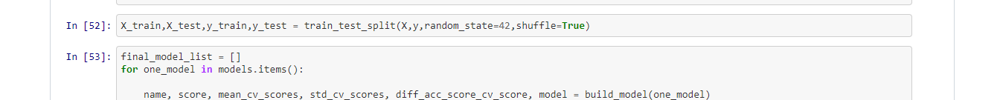 In [52]: X_train,X_test,y_train,y_test = train_test_split(X,y,random_state=42,shuffle=True)
In [53]: final_model_list = []
for one_model in models.items():
name, score, mean_cv_scores, std_cv_scores, diff_acc_score_cv_score, model = build_model(one_model)